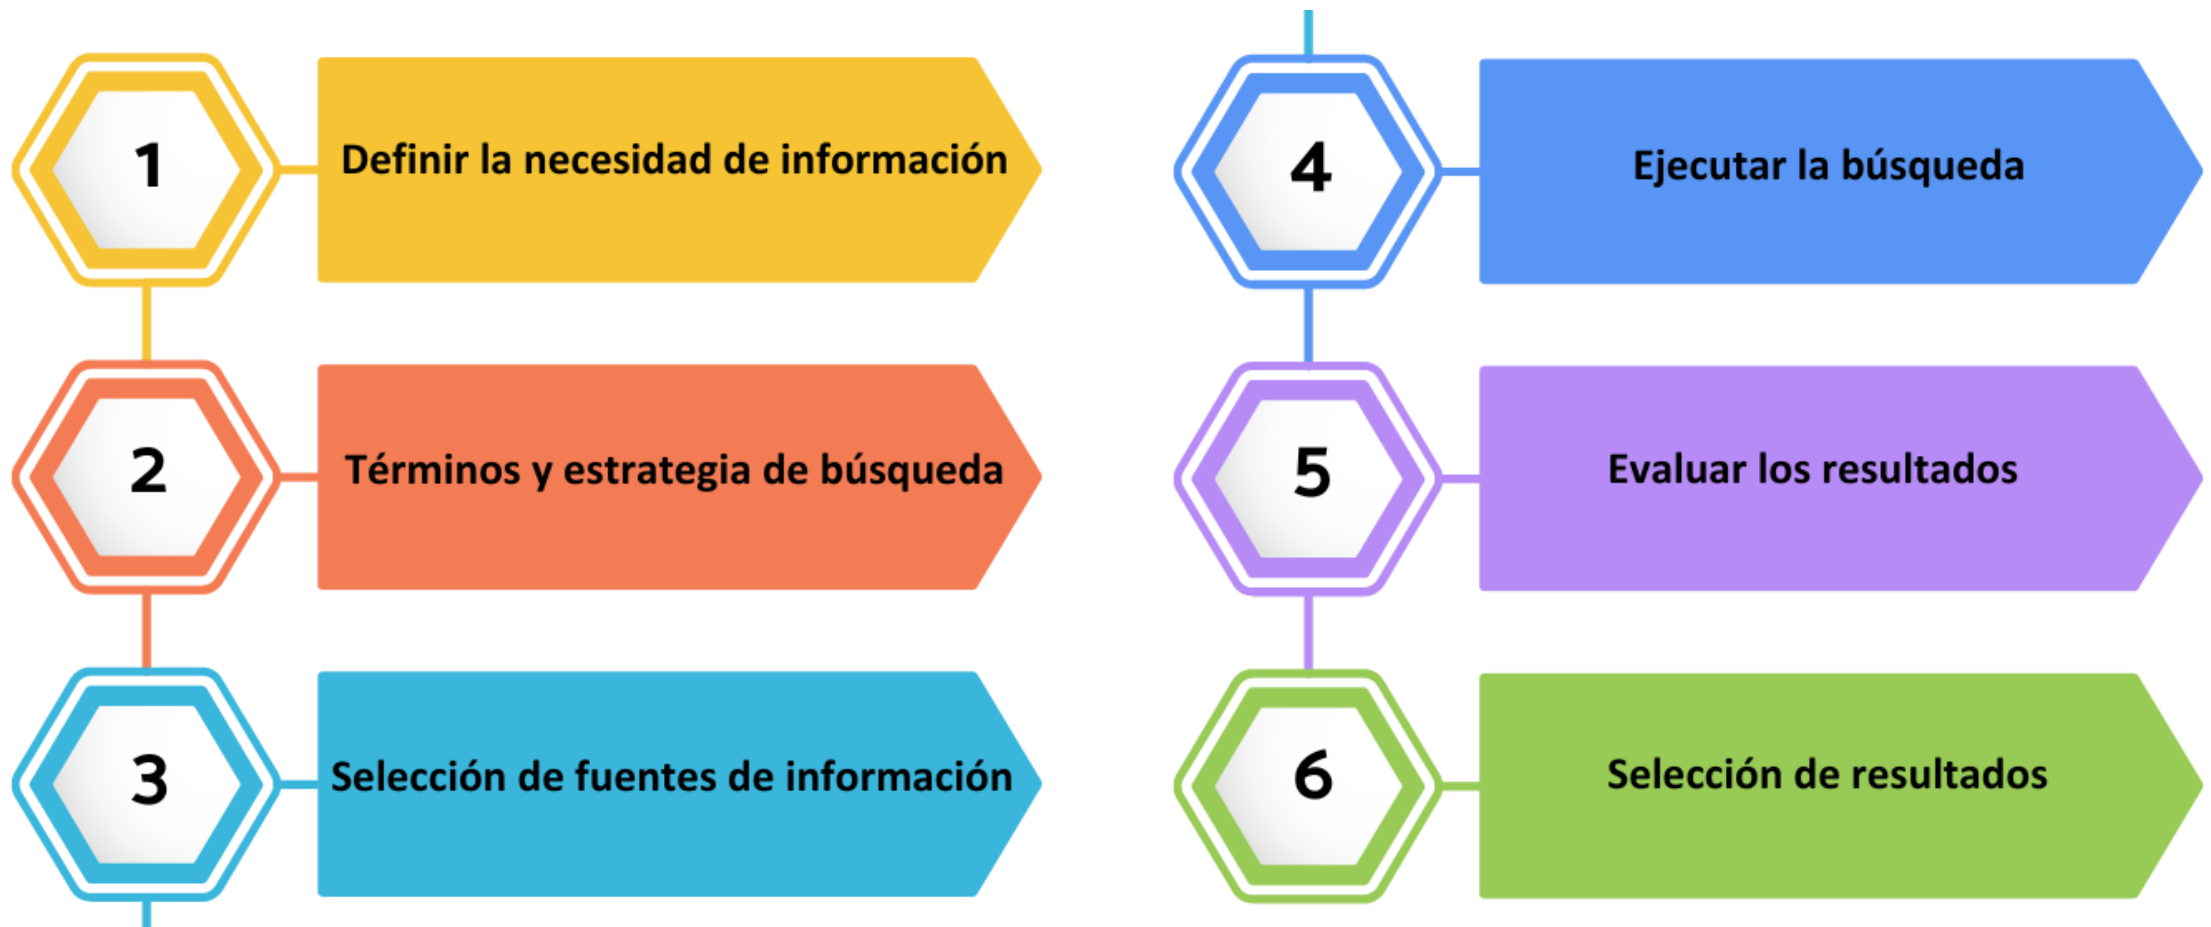 1
Definir la necesidad de información
2
Términos y estrategia de búsqueda
3
Selección de fuentes de información
4
Ejecutar la búsqueda
5
Evaluar los resultados
6
Selección de resultados